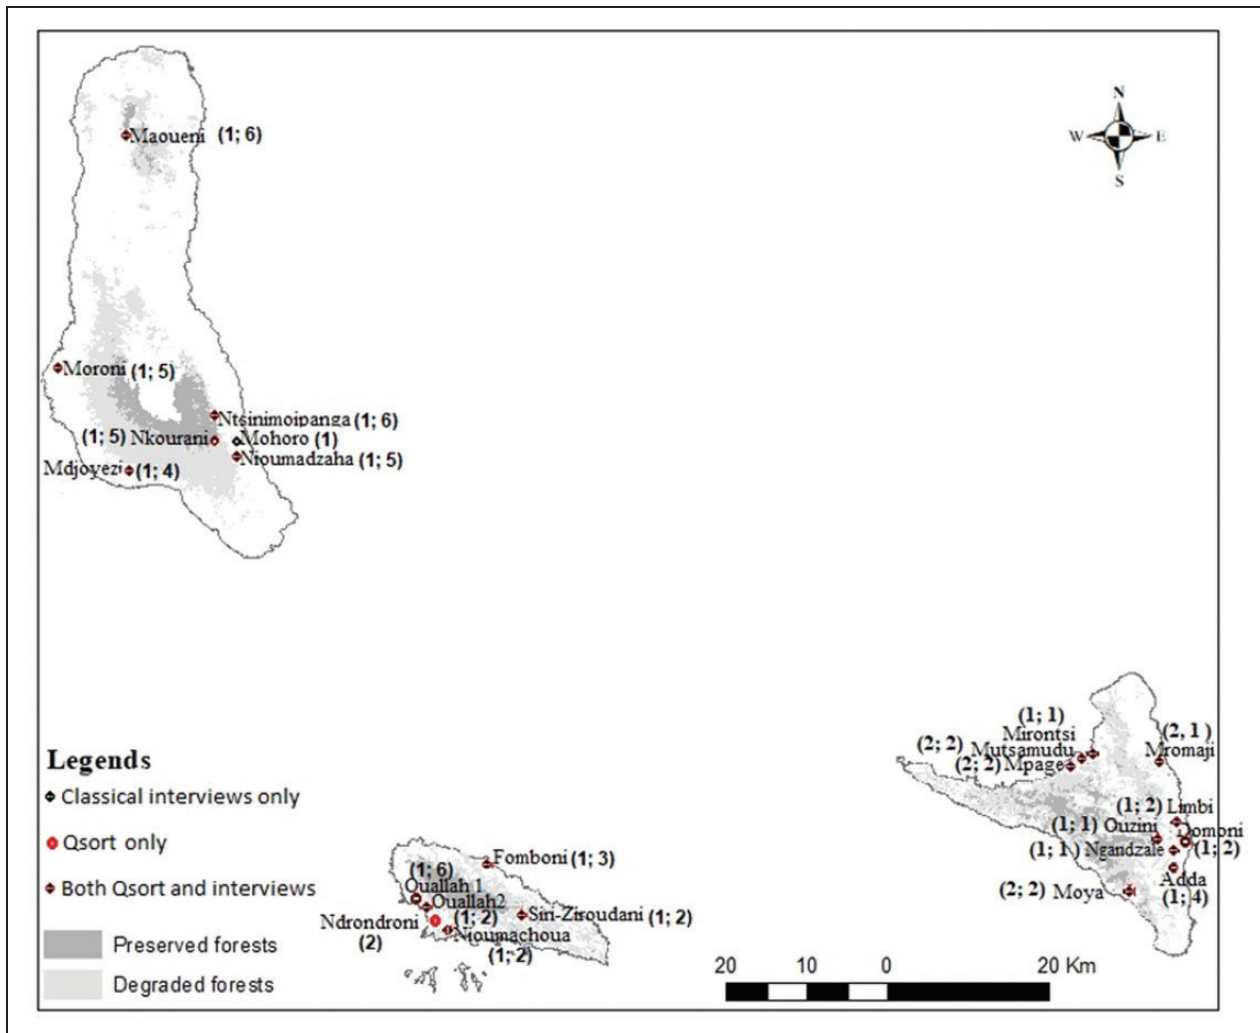 N
W E
S
Maoueni (1; 6)
Moroni (1; 5)
Ntsinimoipanga (1; 6)
(1; 5) Nkourani
Mohoro (1)
Nioumadzaha (1; 5)
Mdjoyezi (1; 4)
(1; 1)
Mirontsi
(2; 2) Mutsamudu
(2; 2) Mpage
(2, 1 )
Mromaji
(1; 2) Limbi
(1; 1) Ouzini
Domoni
(1; 1 ) Ngandzale
(1; 2)
Adda
(1; 4)
(2; 2) Moya
Fomboni (1; 3)
(1; 6)
Ouallah 1
Ouallah2
(1; 2)
Siri-Ziroudani (1; 2)
Ndrondroni
(2)
Nioumachoua
(1; 2)
Legends
Classical interviews only
Qsort only
Both Qsort and interviews
Preserved forests
Degraded forests
20 10 0 20 Km